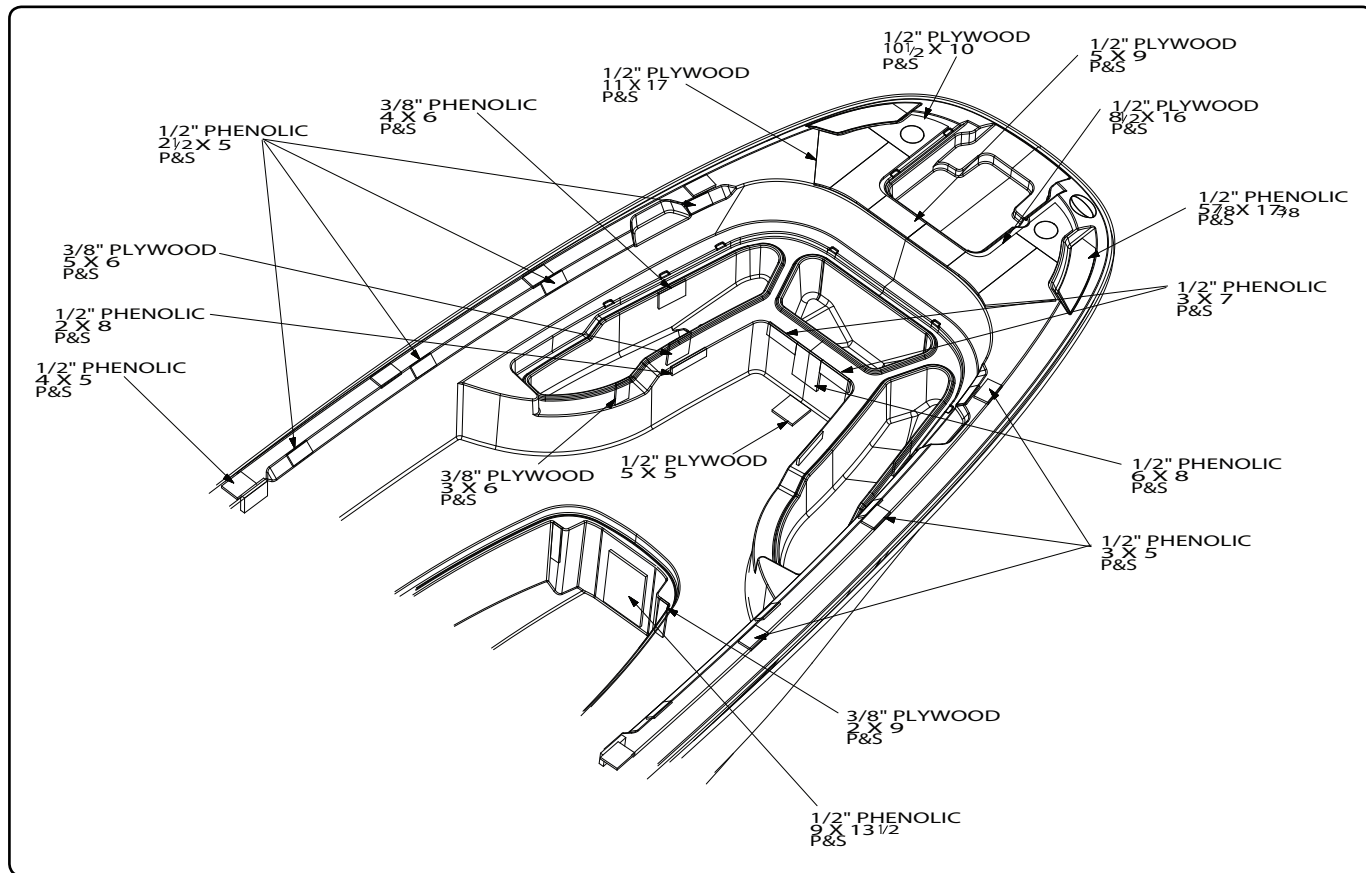 1/2" PLYWOOD
10 1/2 X 10
P&S
1/2" PLYWOOD
5 X 9
P&S
1/2" PLYWOOD
11 X 17
P&S
3/8" PHENOLIC
4 X 6
P&S
1/2" PLYWOOD
8 1/2 X 16
P&S
1/2" PHENOLIC
2 1/2 X 5
P&S
1/2" PHENOLIC
5 7/8 X 17 3/8
P&S
3/8" PLYWOOD
5 X 6
P&S
1/2" PHENOLIC
3 X 7
P&S
1/2" PHENOLIC
2 X 8
P&S
1/2" PHENOLIC
4 X 5
P&S
3/8" PLYWOOD
3 X 6
P&S
1/2" PLYWOOD
5 X 5
1/2" PHENOLIC
6 X 8
P&S
1/2" PHENOLIC
3 X 5
P&S
3/8" PLYWOOD
2 X 9
P&S
1/2" PHENOLIC
9 X 13 1/2
P&S